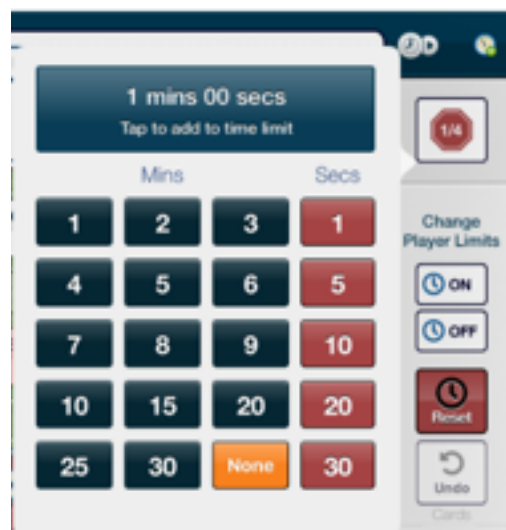 D
1 mins 00 secs
Tap to add to time limit
1/4
Mins Secs
1 2 3 1
4 5 6 5
7 8 9 10
10 15 20 20
25 30 None 30
Change
Player Limits
ON
OFF
Reset
Undo
Cards